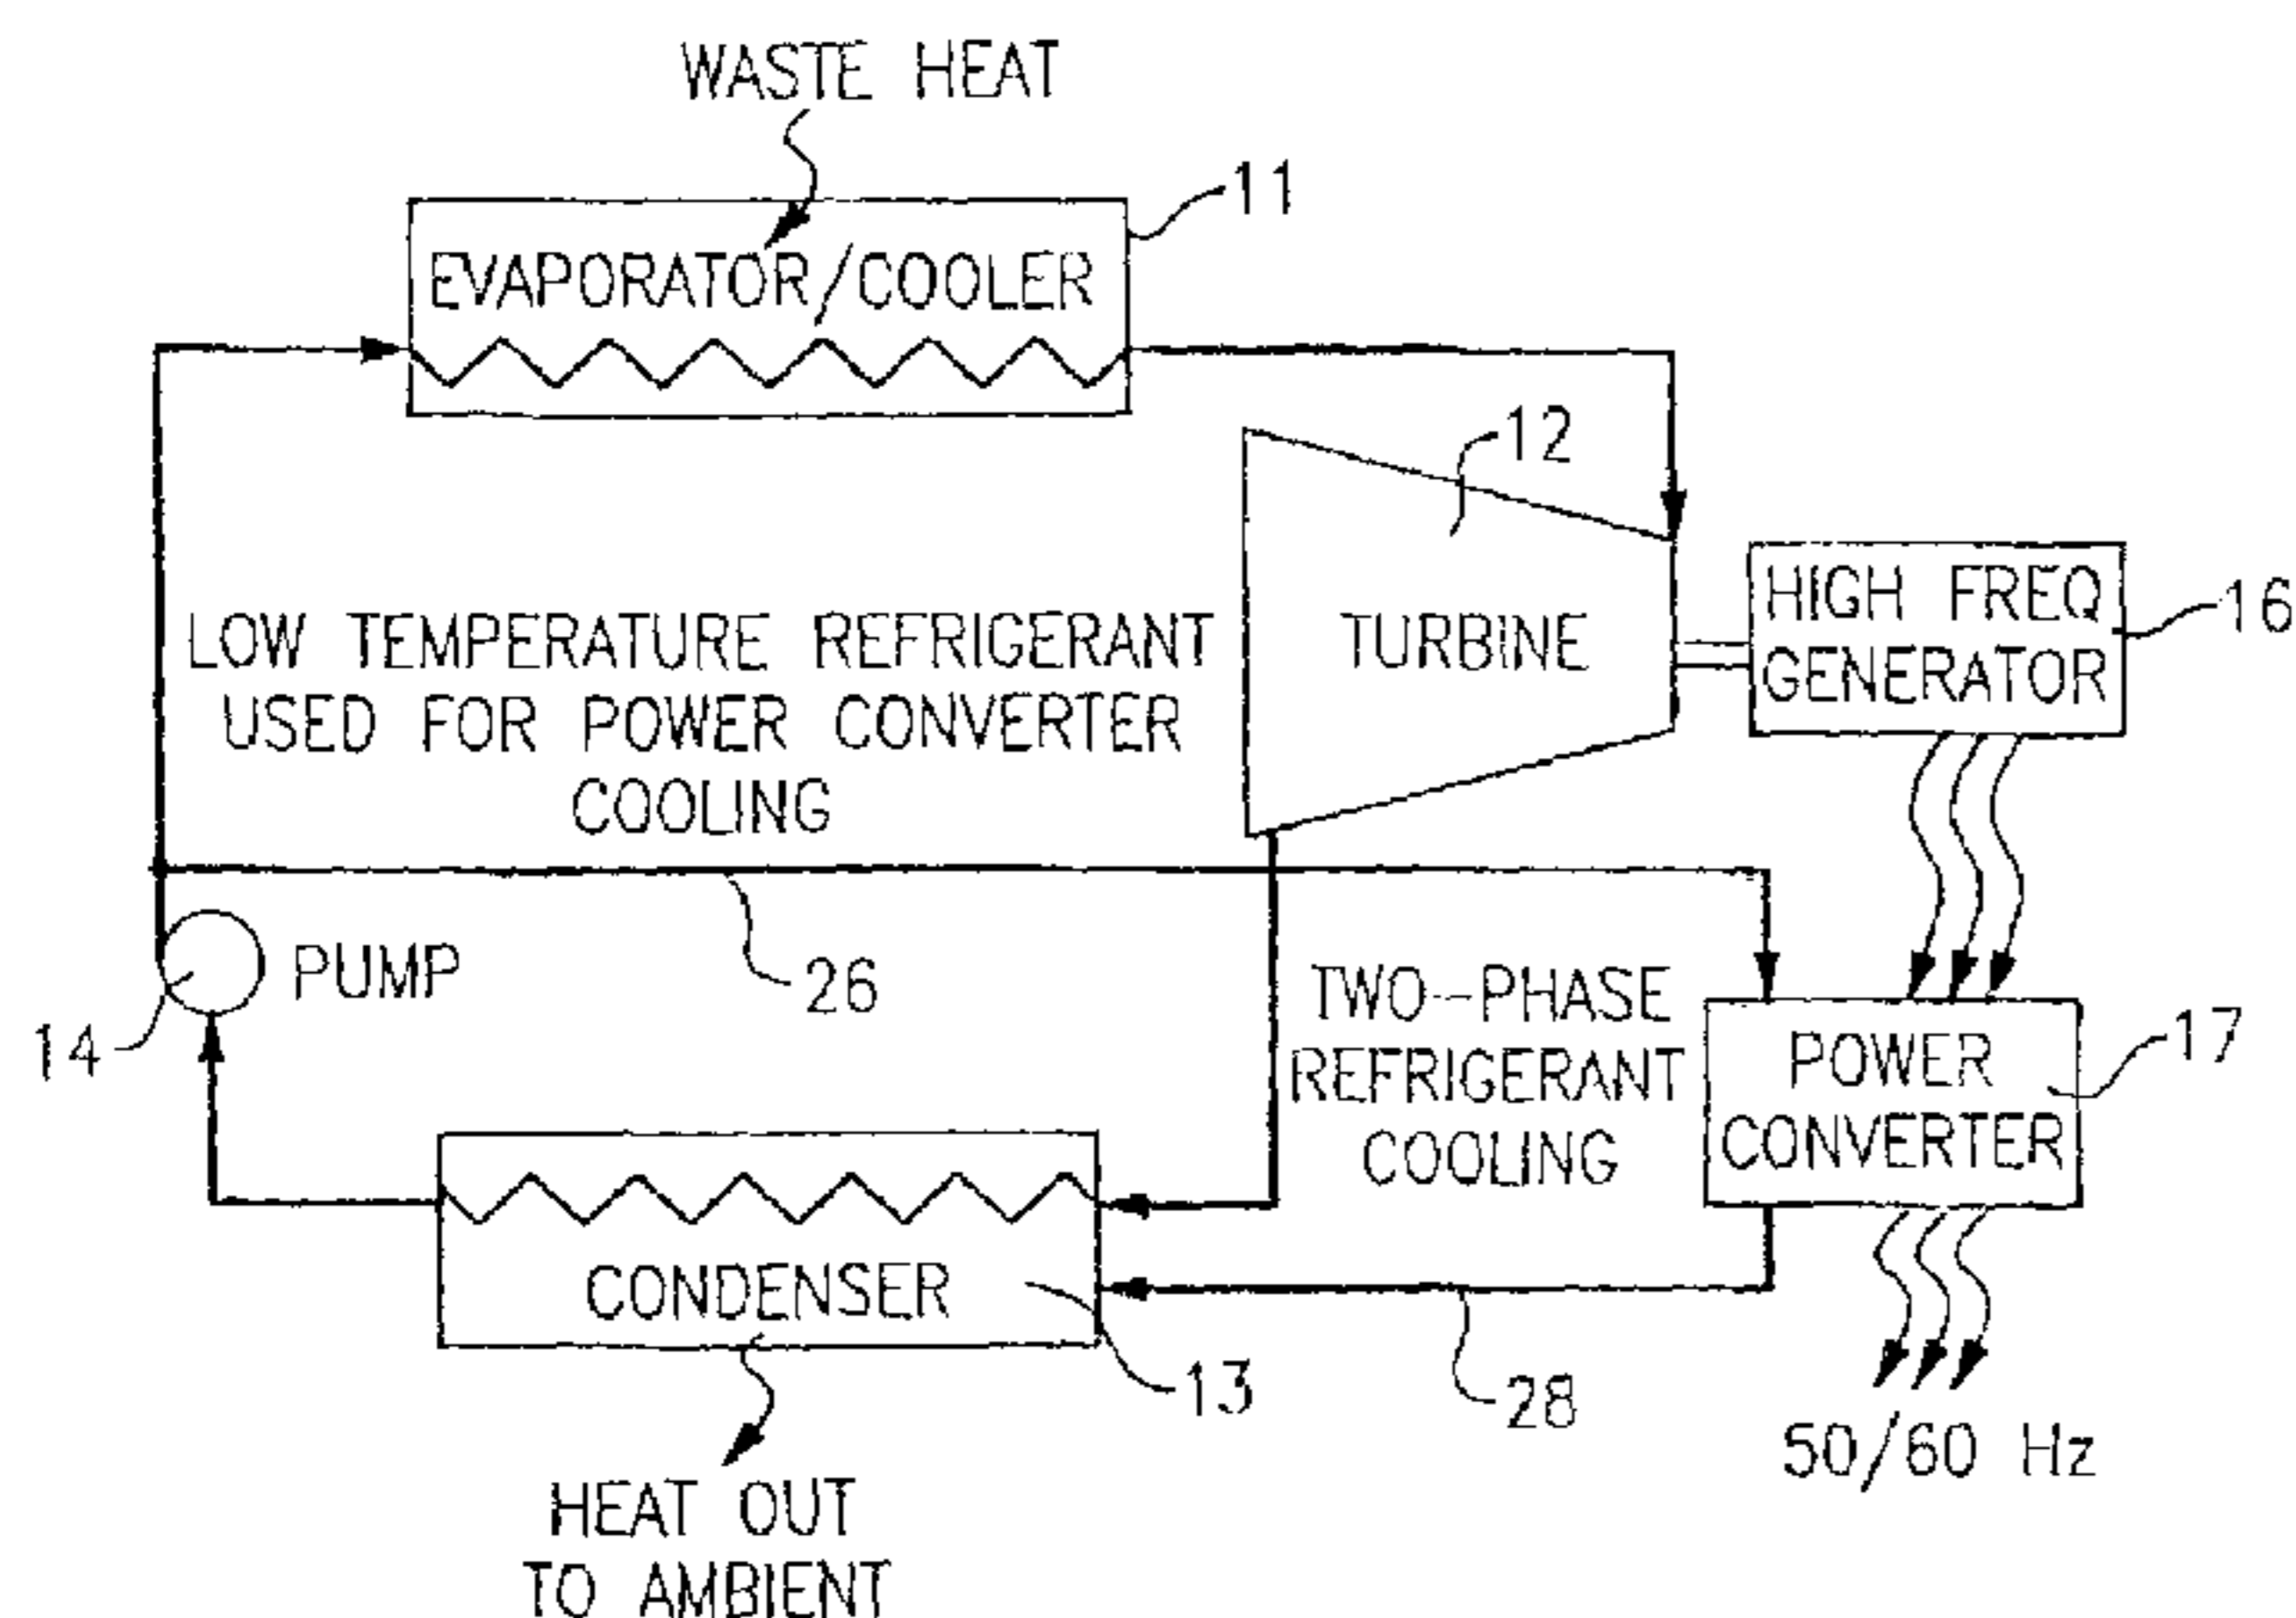 WASTE HEAT
11
EVAPORATOR/COOLER
12
HIGH FREQ
GENERATOR
16
TURBINE
LOW TEMPERATURE REFRIGERANT
USED FOR POWER CONVERTER
COOLING
PUMP
14
26
TWO-PHASE
REFRIGERANT
COOLING
POWER
CONVERTER
17
CONDENSER
13
28
50/60 Hz
HEAT OUT
TO AMBIENT